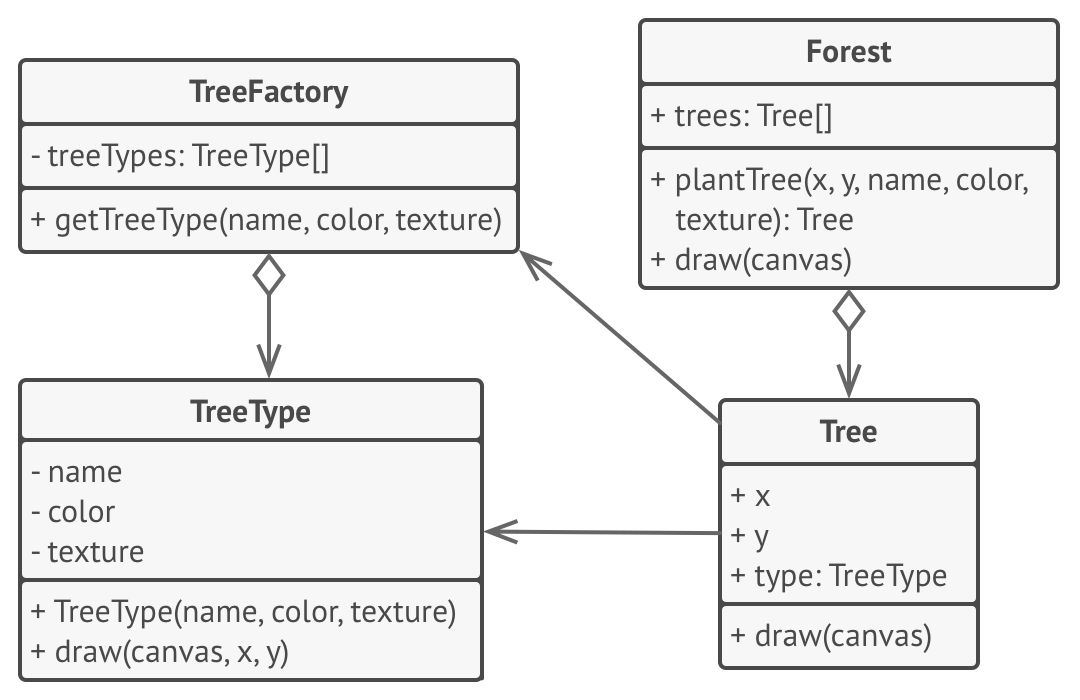 TreeFactory
- treeTypes: TreeType[]
+ getTreeType(name, color, texture)
Forest
+ trees: Tree[]
+ plantTree(x, y, name, color,
texture): Tree
+ draw(canvas)
TreeType
- name
- color
- texture
+ TreeType(name, color, texture)
+ draw(canvas, x, y)
Tree
+ x
+ y
+ type: TreeType
+ draw(canvas)